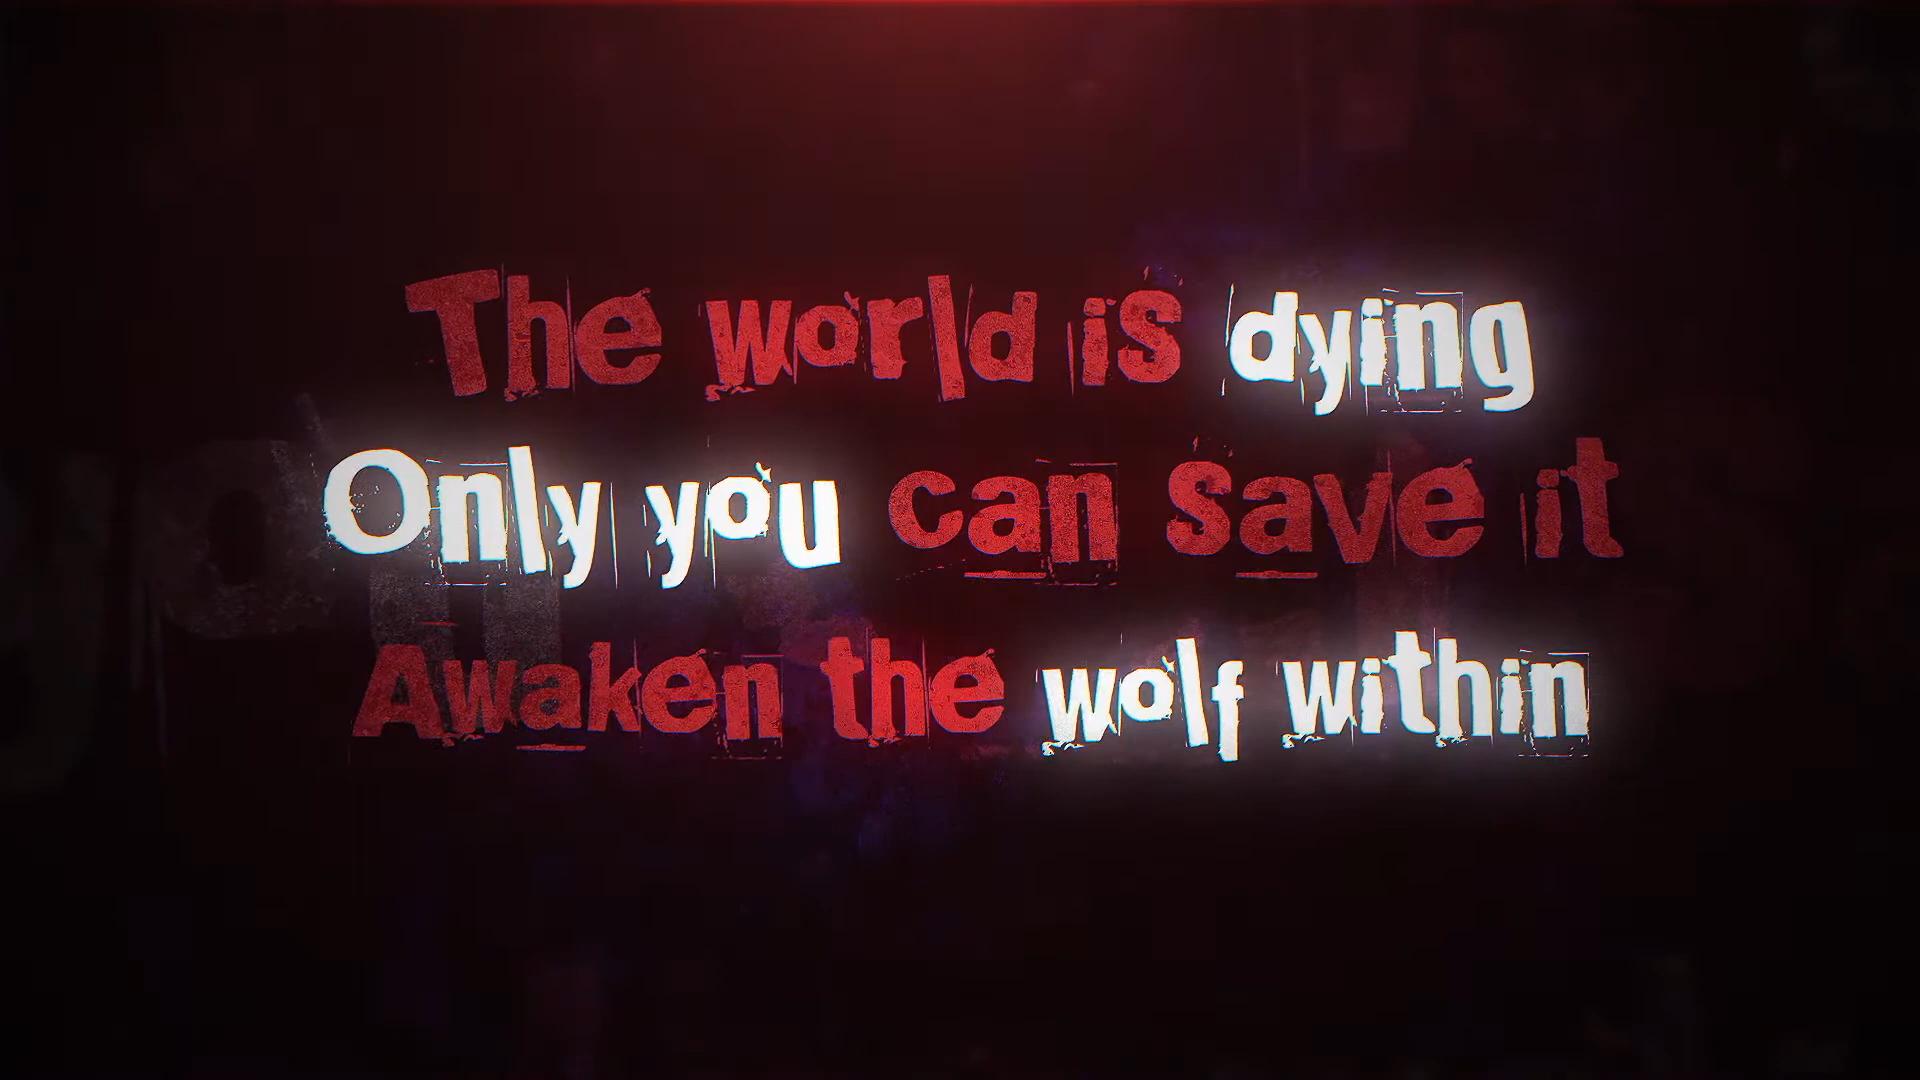 The world is dying
Only you can save it
Awaken the wolf within